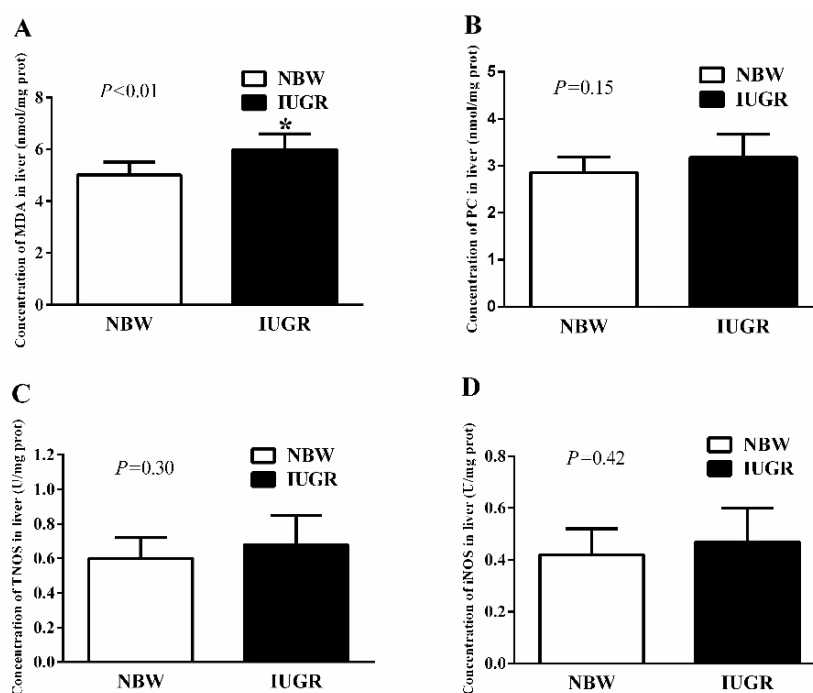 A
Concentration of MDA in liver (nmol/mg prot)
P<0.01
NBW
IUGR
*
8
6
4
2
0
NBW
IUGR
B
Concentration of PC in liver (nmol/mg prot)
P=0.15
NBW
IUGR
5
4
3
2
1
0
NBW
IUGR
C
Concentration of TNOS in liver (U/mg prot)
P=0.30
NBW
IUGR
1.2
1.0
0.8
0.6
0.4
0.2
0.0
NBW
IUGR
D
Concentration of iNOS in liver (U/mg prot)
P=0.42
NBW
IUGR
0.8
0.6
0.4
0.2
0.0
NBW
IUGR